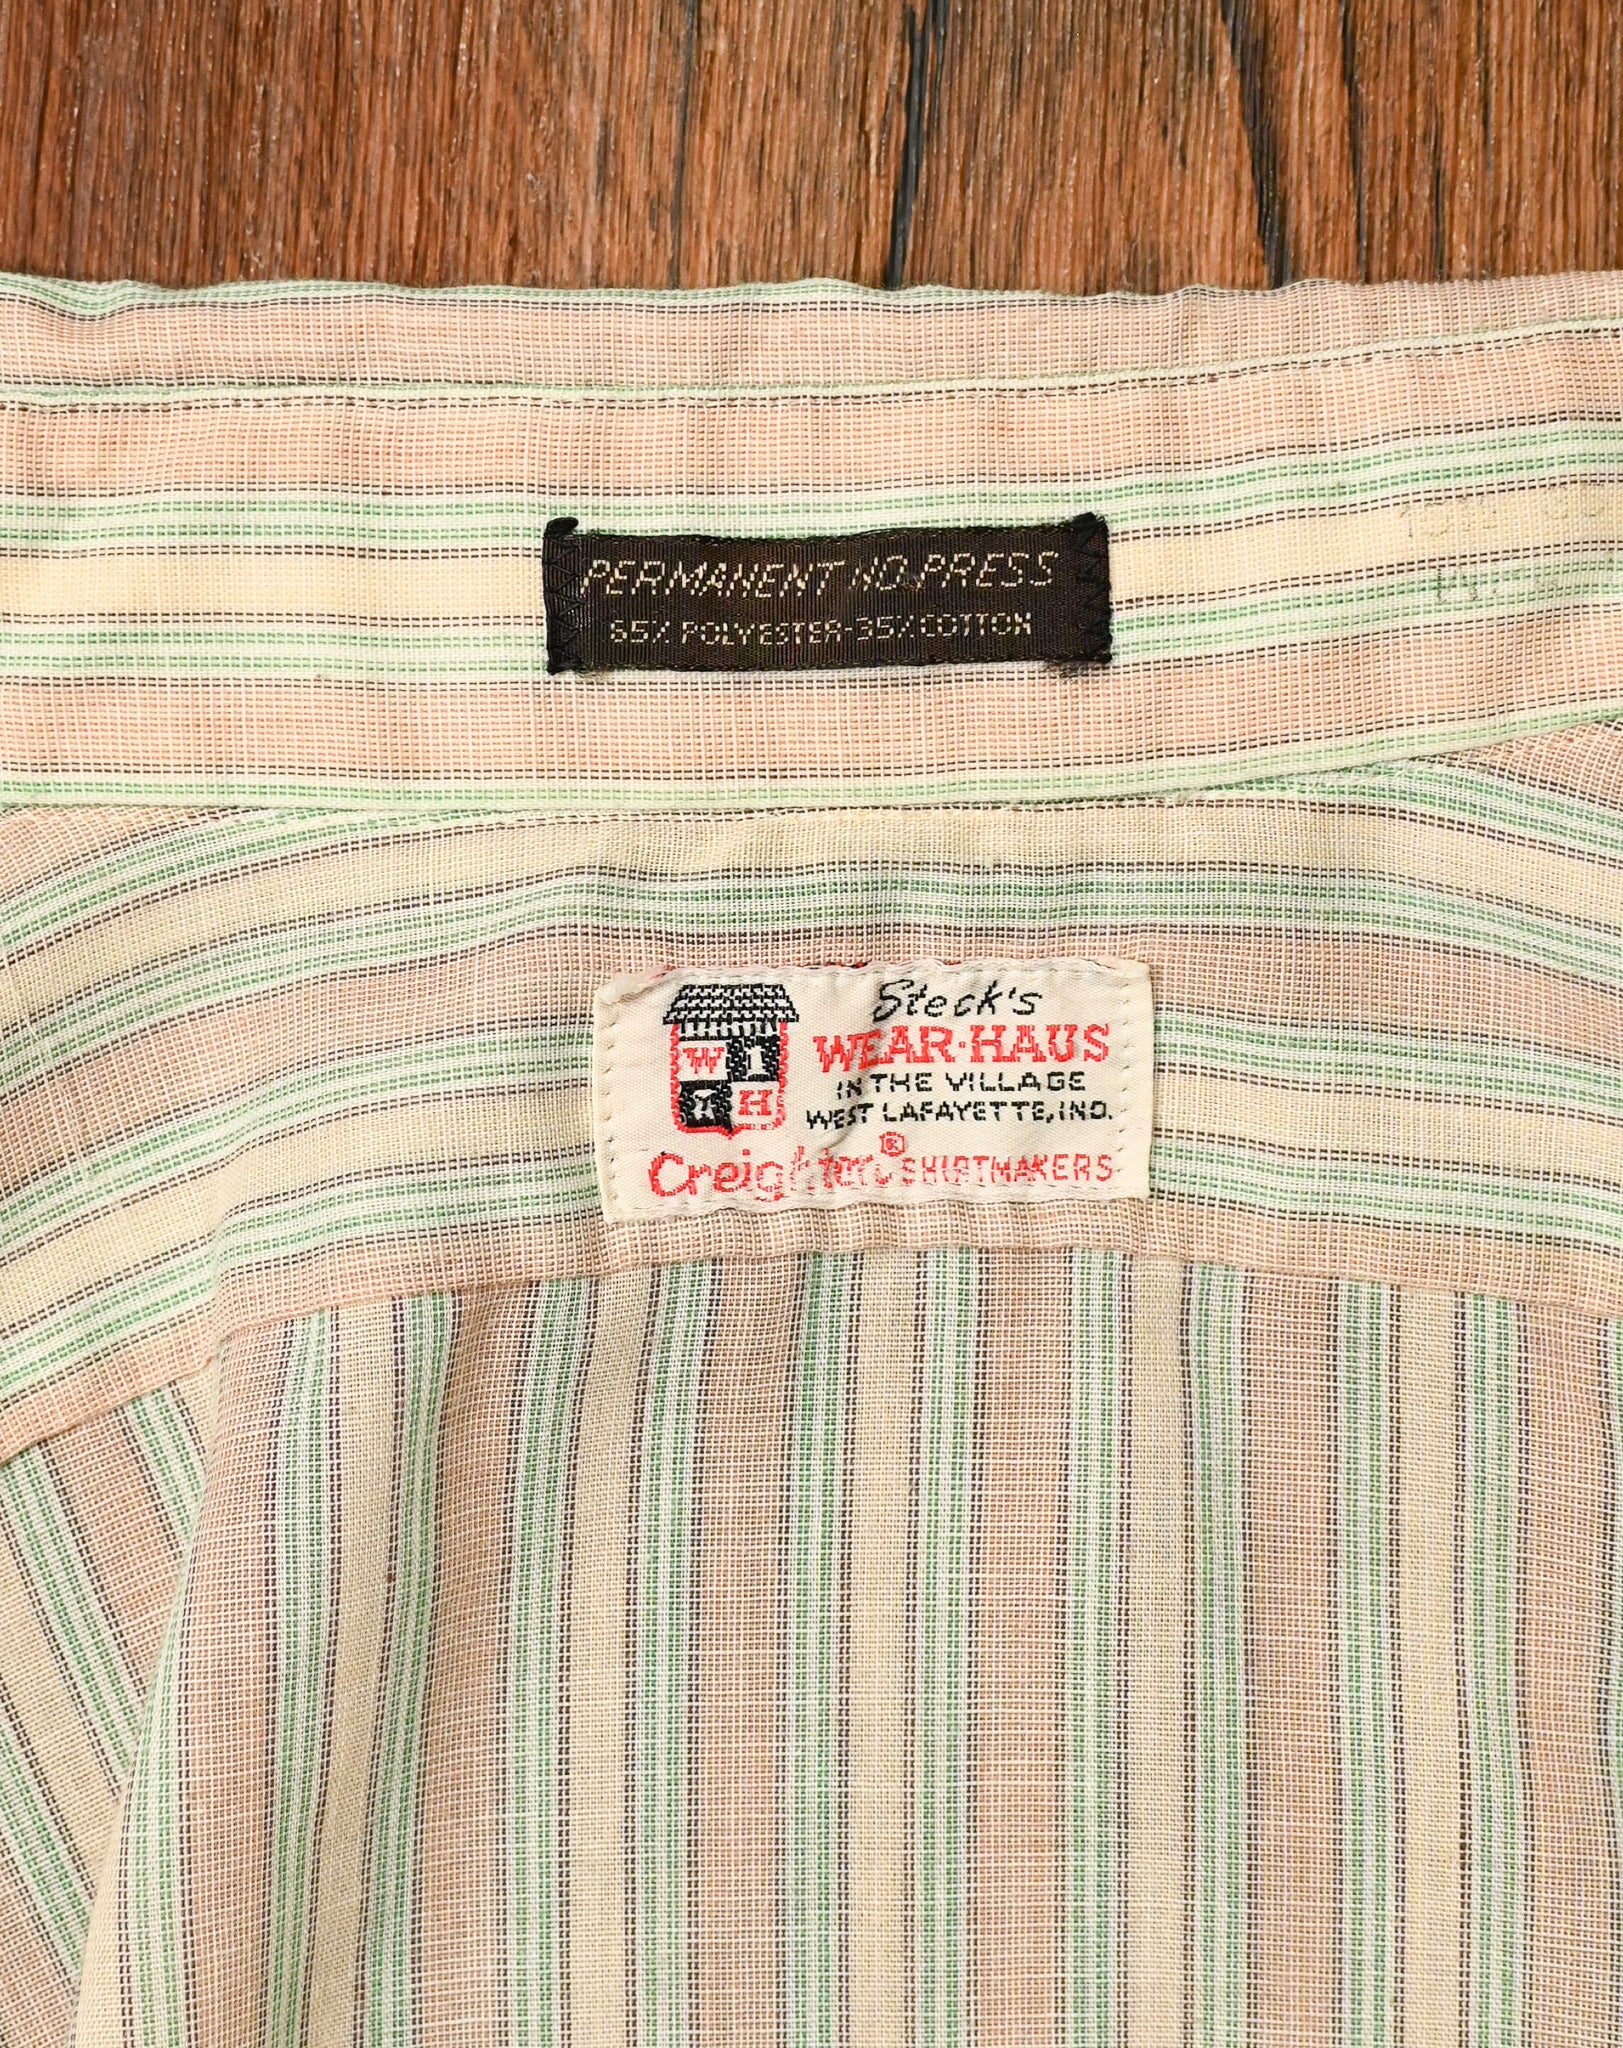 PERMANENT NO PRESS
65% POLYESTER-35% COTTON
Steck's
WEAR-HAUS
IN THE VILLAGE
WEST LAFAYETTE, IND.
Creighton® SHIRTMAKERS
W
H